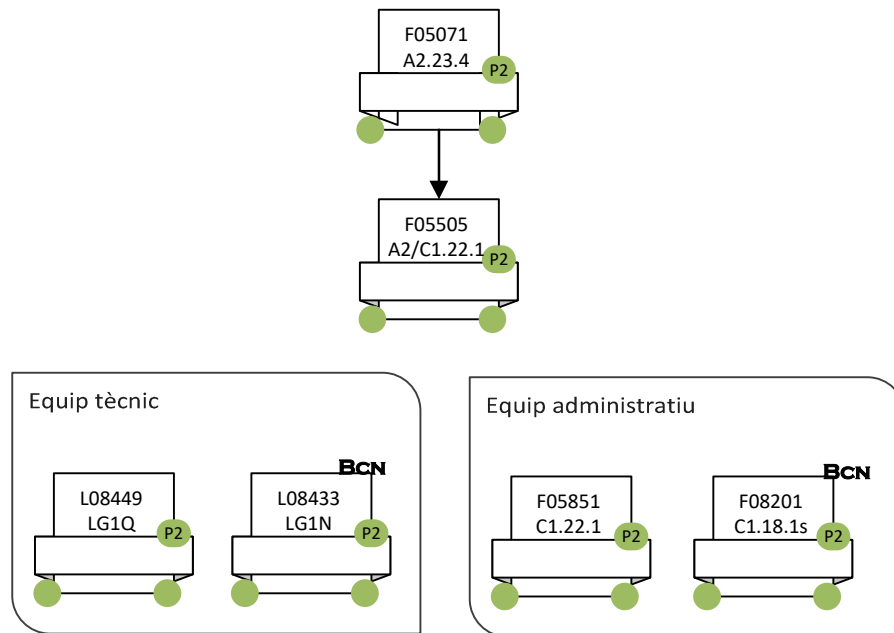 F05071
A2.23.4
P2
F05505
A2/C1.22.1
P2
Equip tècnic
L08449
LG1Q
P2
BCN
L08433
LG1N
P2
Equip administratiu
F05851
C1.22.1
P2
BCN
F08201
C1.18.1s
P2